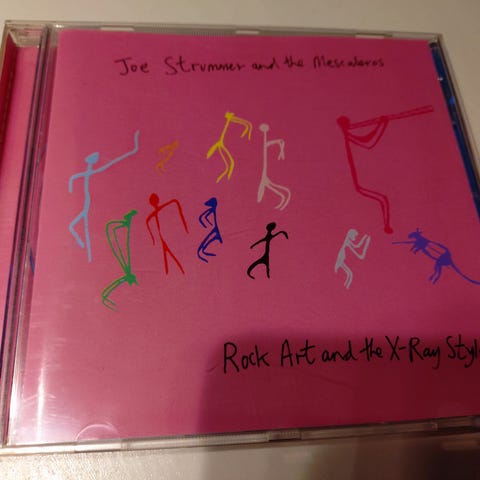 Joe Strummer and the Mescaleros
Rock Art and the X-Ray Style